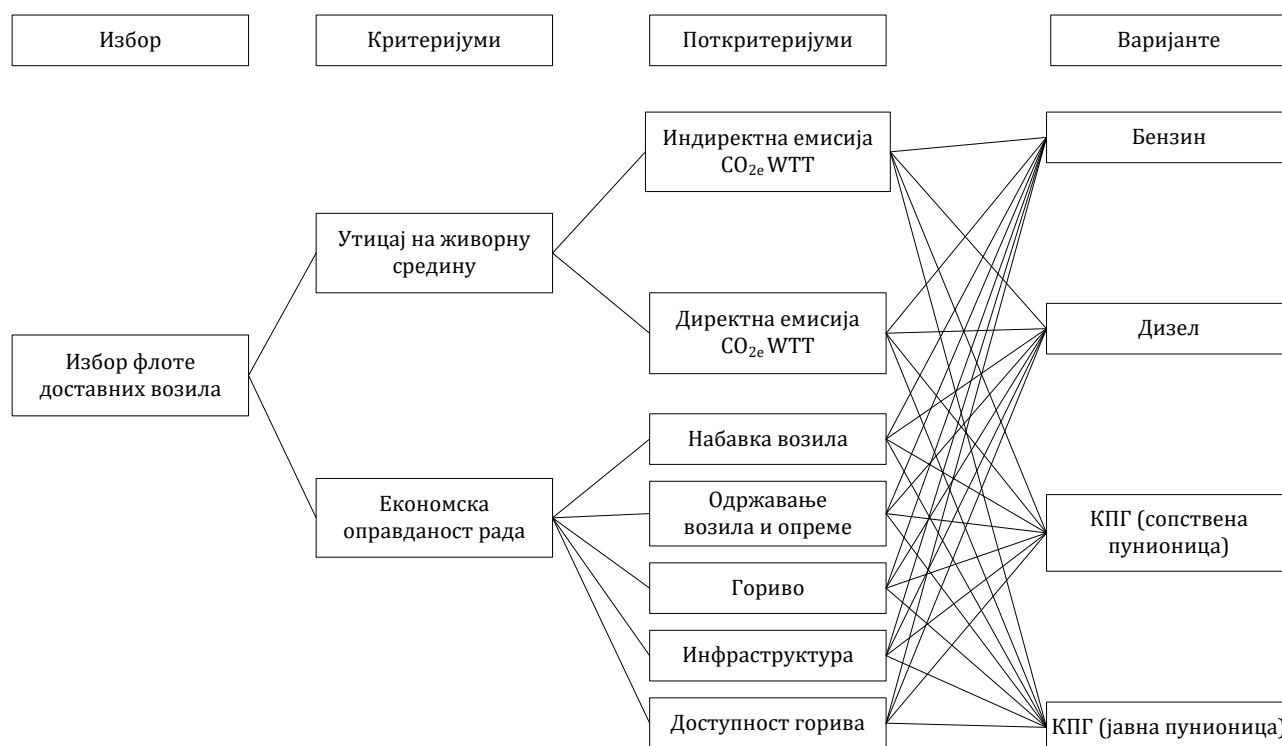 Избор
Критеријуми
Поткритеријуми
Варијанте
Индиректна емисија
CO₂ₑ WTT
Бензин
Утицај на живорну
средину
Директна емисија
CO₂ₑ WTT
Дизел
Избор флоте
доставних возила
Набавка возила
Економска
оправданост рада
Одржавање
возила и опреме
КПГ (сопствена
пунионица)
Гориво
Инфраструктура
Доступност горива
КПГ (јавна пунионица)